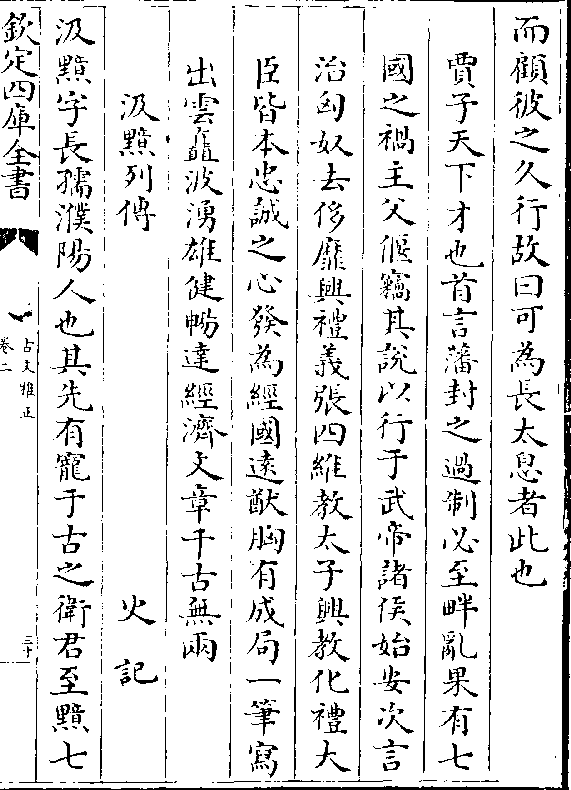 而顧彼之久行故曰可為長太息者此也
賈子天下才也首言藩封之過制必至畔亂果有七
國之禍主父偃竊其說以行于武帝諸侯始安次言
治匈奴去侈靡興禮義張四維教太子興教化禮大
臣皆本忠誠之心發為經國遠猷胸有成局一筆寫
出雲矗波湧雄健暢達經濟文章千古無兩
汲黯列傳 史記
汲黯字長孺濮陽人也其先有寵于古之衛君至黯七
欽定四庫全書
古文雅正
卷二
三十